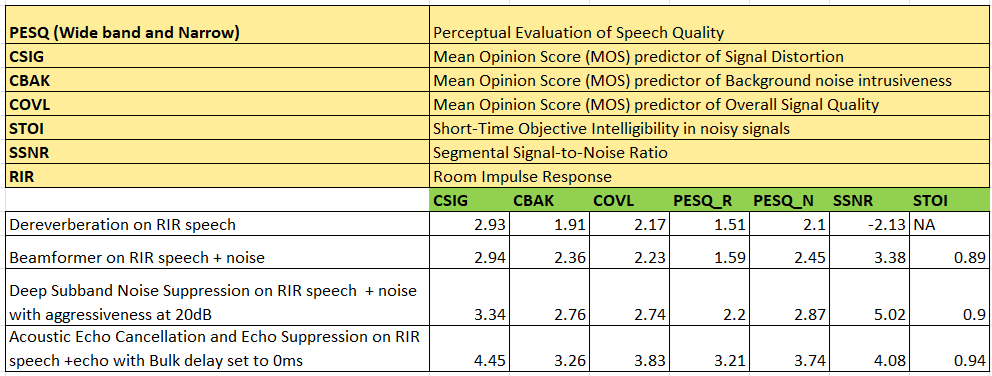 PESQ (Wide band and Narrow) Perceptual Evaluation of Speech Quality
CSIG Mean Opinion Score (MOS) predictor of Signal Distortion
CBAK Mean Opinion Score (MOS) predictor of Background noise intrusiveness
COVL Mean Opinion Score (MOS) predictor of Overall Signal Quality
STOI Short-Time Objective Intelligibility in noisy signals
SSNR Segmental Signal-to-Noise Ratio
RIR Room Impulse Response
CSIG CBAK COVL PESQ_R PESQ_N SSNR STOI
Dereverberation on RIR speech 2.93 1.91 2.17 1.51 2.1 -2.13 NA
Beamformer on RIR speech + noise 2.94 2.36 2.23 1.59 2.45 3.38 0.89
Deep Subband Noise Suppression on RIR speech + noise
with aggressiveness at 20dB 3.34 2.76 2.74 2.2 2.87 5.02 0.9
Acoustic Echo Cancellation and Echo Suppression on RIR
speech +echo with Bulk delay set to 0ms 4.45 3.26 3.83 3.21 3.74 4.08 0.94